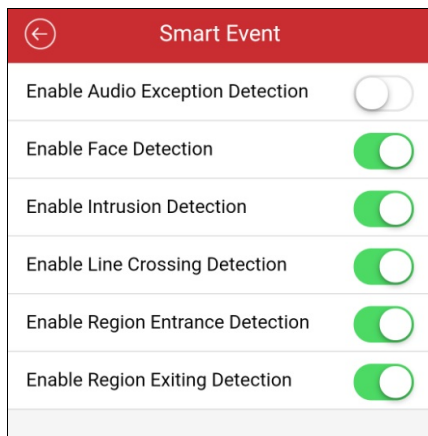 Smart Event
Enable Audio Exception Detection
Enable Face Detection
Enable Intrusion Detection
Enable Line Crossing Detection
Enable Region Entrance Detection
Enable Region Exiting Detection